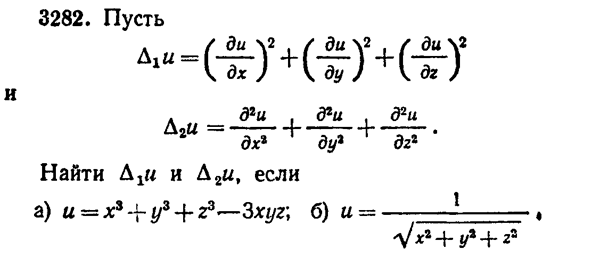 3282. Пусть
Δ₁u = (∂u/∂x)² + (∂u/∂y)² + (∂u/∂z)²
и
Δ₂u = ∂²u/∂x² + ∂²u/∂y² + ∂²u/∂z² .
Найти Δ₁u и Δ₂u, если
а) u = x³ + y³ + z³ — 3xyz; б) u = 1/√(x² + y² + z²) .